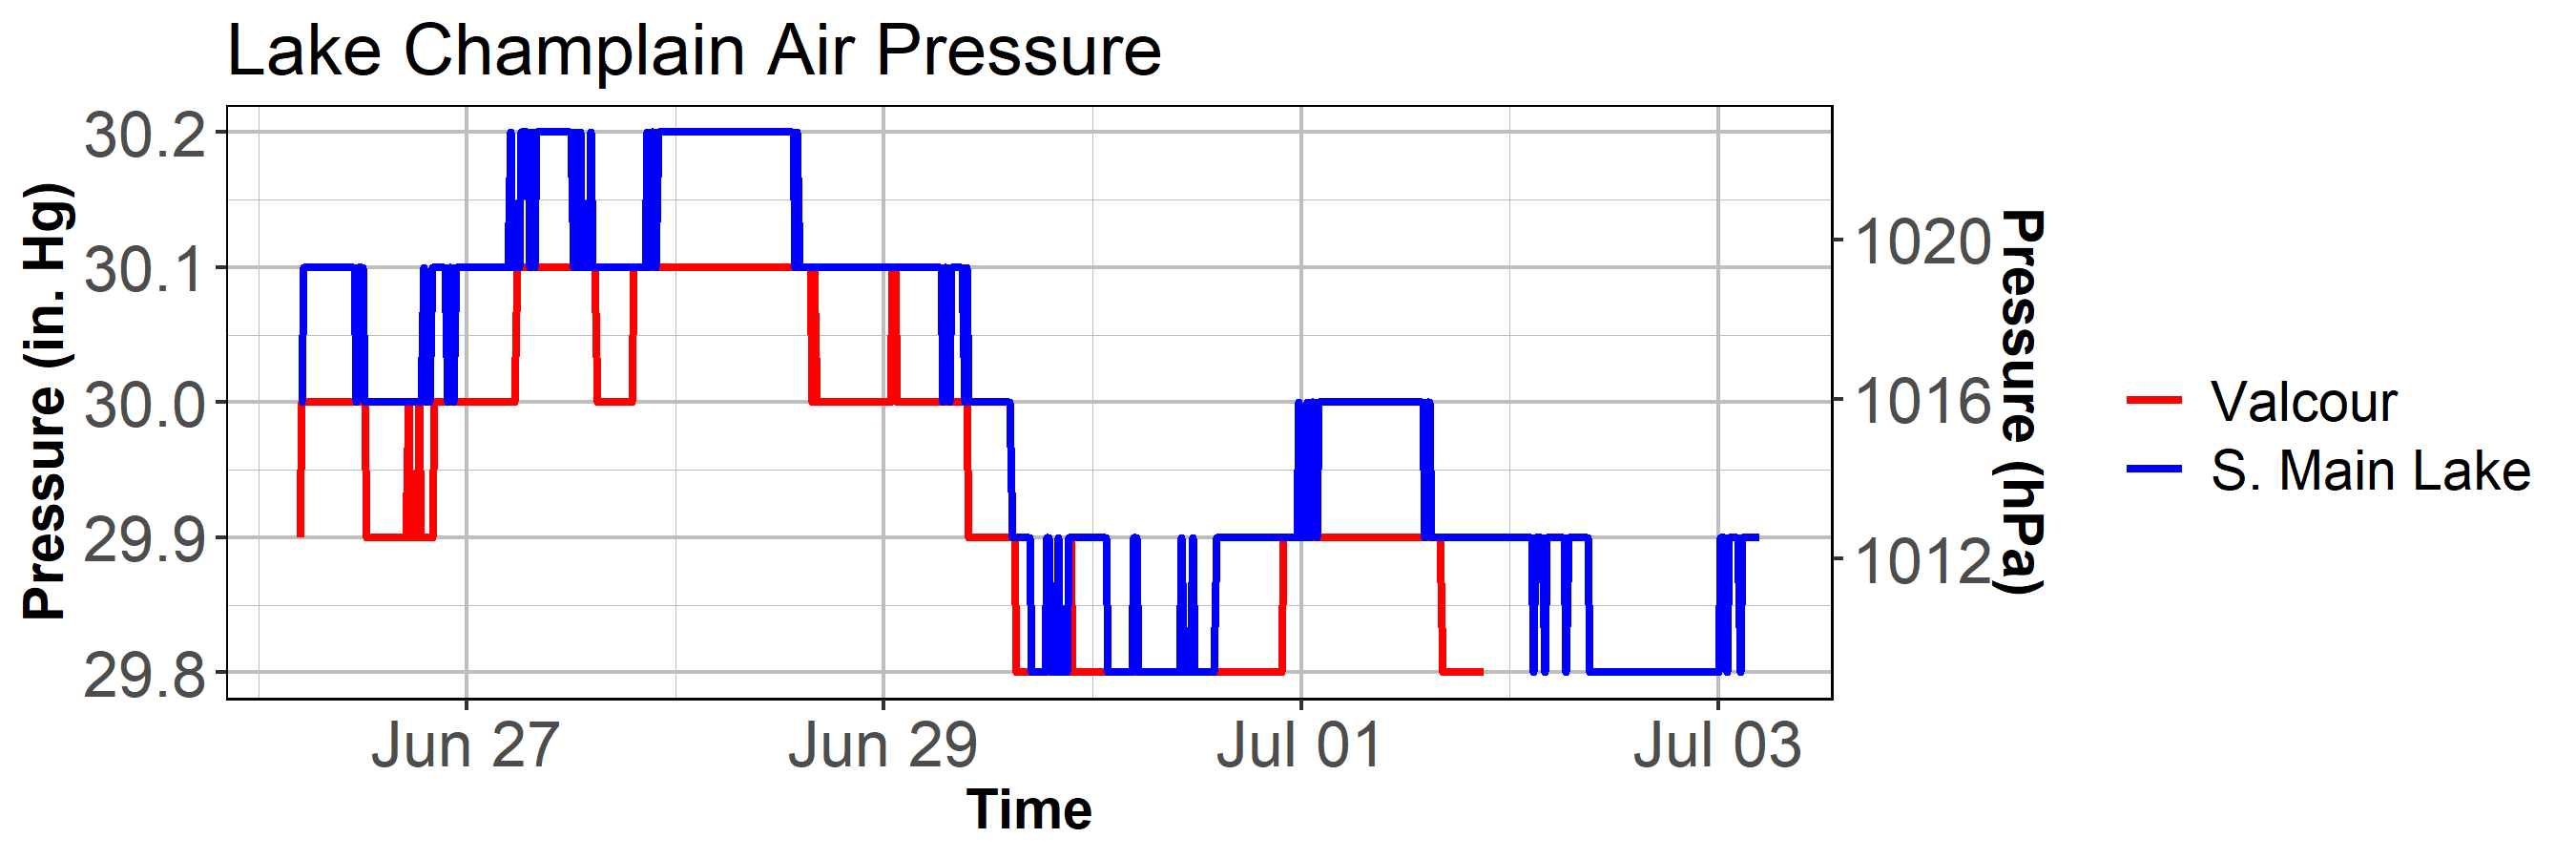 Lake Champlain Air Pressure
Pressure (in. Hg)
30.2
30.1
30.0
29.9
29.8
Jun 27
Jun 29
Jul 01
Jul 03
Time
1020
1016
1012
Pressure (hPa)
Valcour
S. Main Lake